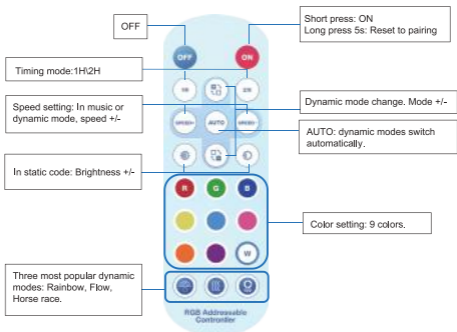 OFF
Short press: ON
Long press 5s: Reset to pairing
OFF
ON
Timing mode:1H\2H
1H
2H
Speed setting: In music or
dynamic mode, speed +/-
Dynamic mode change. Mode +/-
SPEED+
AUTO
SPEED-
AUTO: dynamic modes switch
automatically.
In static code: Brightness +/-
R
G
B
Color setting: 9 colors.
W
Three most popular dynamic
modes: Rainbow, Flow,
Horse race.
RGB Addressable
Controller